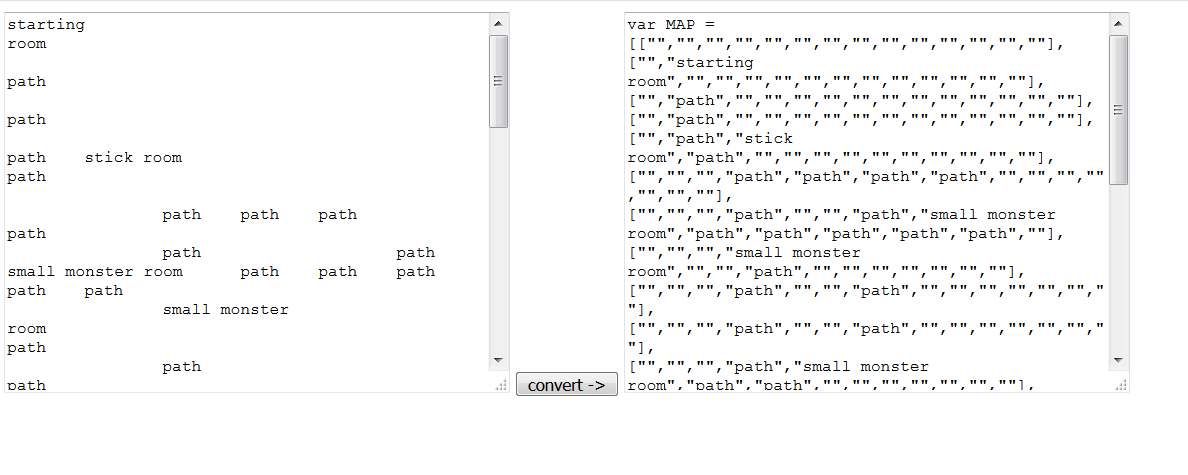 starting
room
path
path
path    stick room
path
path    path    path
path
path                    path
small monster room      path    path    path
path    path
small monster
room
path
path
path
convert ->
var MAP =
[["","","","","","","","","","","","","",""],
["","starting
room","","","","","","","","","","","",""],
["","path","","","","","","","","","","","",""],
["","path","","","","","","","","","","","",""],
["","path","stick
room","path","","","","","","","","","",""],
["","","","path","path","path","path","","","",""
,"","",""],
["","","","path","","","path","small monster
room","path","path","path","path","path",""],
["","","","small monster
room","","","path","","","","","","",""],
["","","","path","","","path","","","","","","","
"],
["","","","path","","","path","","","","","","","
"],
["","","","path","small monster
room","path","path","","","","","","",""],